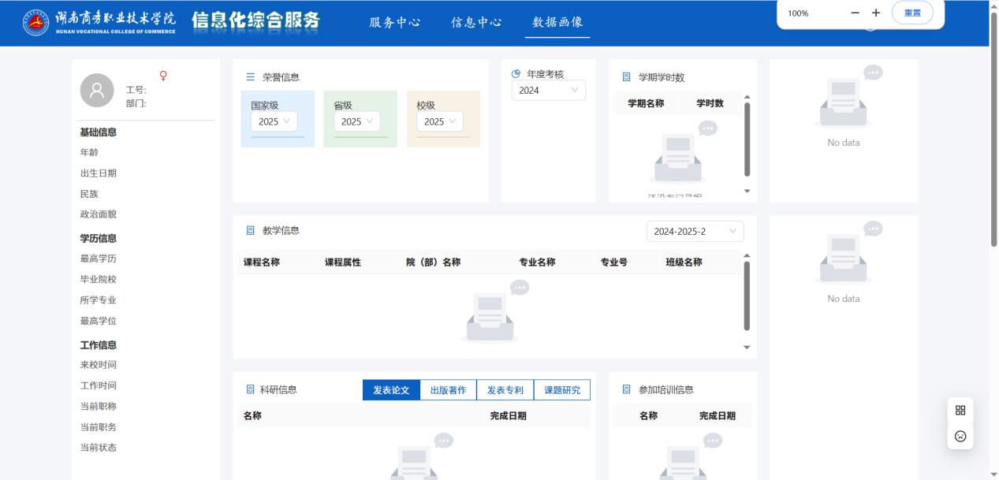 湖南商务职业技术学院
HUNAN VOCATIONAL COLLEGE OF COMMERCE
信息化综合服务
服务中心 信息中心 数据画像
100% － ＋ 重置
工号:
部门:
基础信息
年龄
出生日期
民族
政治面貌
学历信息
最高学历
毕业院校
所学专业
最高学位
工作信息
来校时间
工作时间
当前职称
当前职务
当前状态
荣誉信息
国家级 省级 校级
2025 2025 2025
年度考核
2024
学期学时数
学期名称 学时数
No data
教学信息 2024-2025-2
课程名称 课程属性 院（部）名称 专业名称 专业号 班级名称
No data
科研信息 发表论文 出版著作 发表专利 课题研究
名称 完成日期
参加培训信息
名称 完成日期